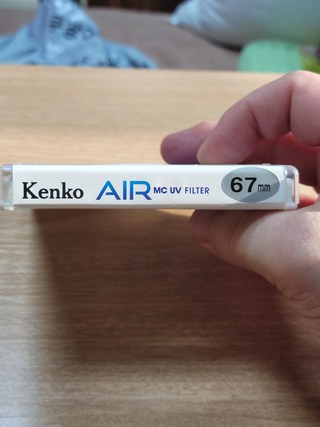 Kenko AIR MC UV FILTER 67mm